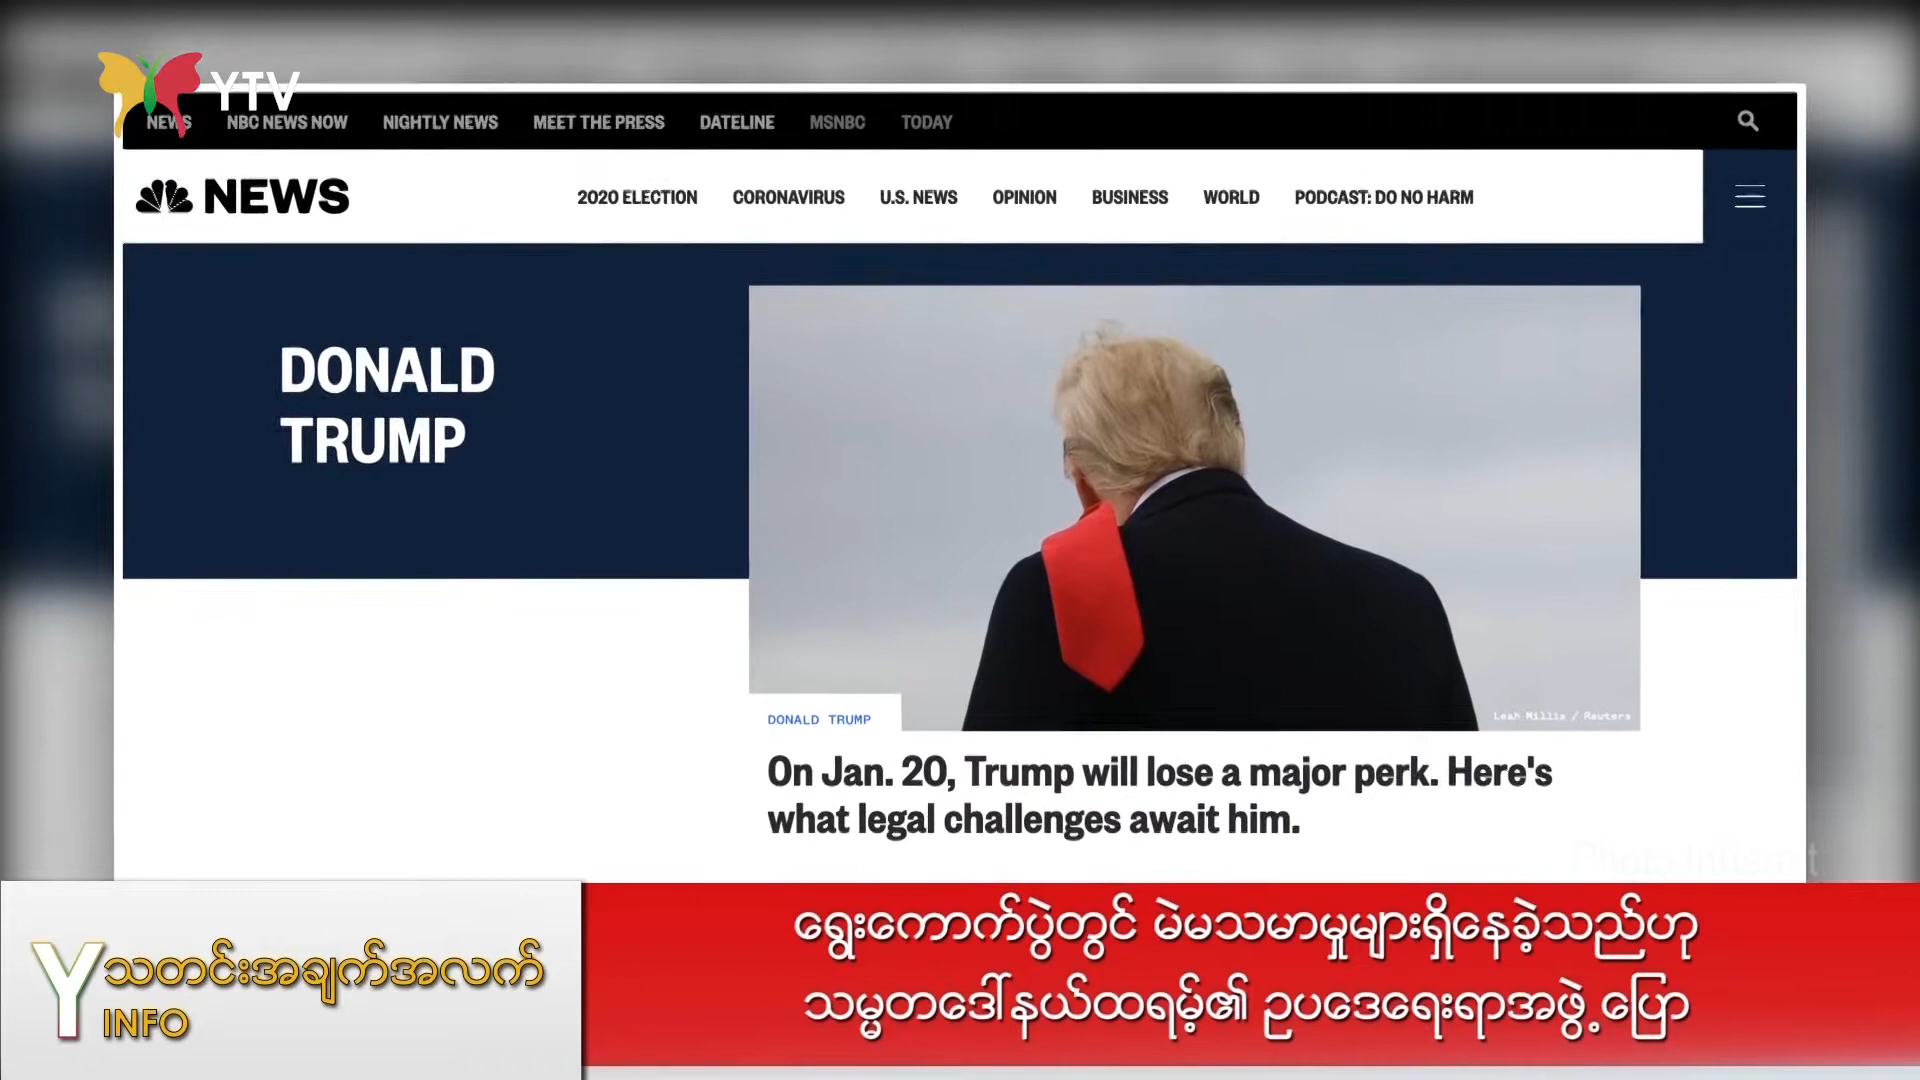 YTV
NEWS NBC NEWS NOW NIGHTLY NEWS MEET THE PRESS DATELINE MSNBC TODAY
NEWS 2020 ELECTION CORONAVIRUS U.S. NEWS OPINION BUSINESS WORLD PODCAST: DO NO HARM
DONALD
TRUMP
Leah Millis / Reuters
DONALD TRUMP
On Jan. 20, Trump will lose a major perk. Here's
what legal challenges await him.
Photo Internet
Y သတင်းအချက်အလက်
INFO
ရွေးကောက်ပွဲတွင် မဲမသမာမှုများရှိနေခဲ့သည်ဟု
သမ္မတဒေါ်နယ်ထရမ့်၏ ဥပဒေရေးရာအဖွဲ့ပြော